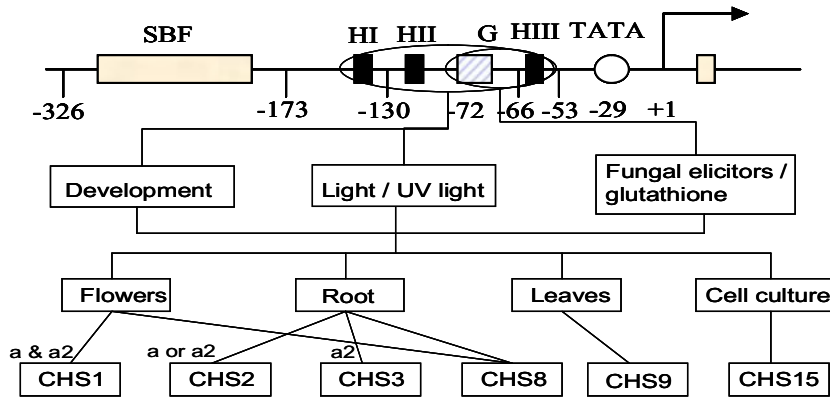 SBF HI HII G HIII TATA
-326 -173 -130 -72 -66 -53 -29 +1
Development
Light / UV light
Fungal elicitors /
glutathione
Flowers Root Leaves Cell culture
a & a2 a or a2 a2
CHS1 CHS2 CHS3 CHS8 CHS9 CHS15